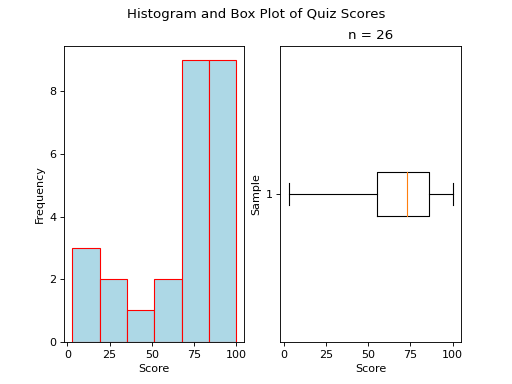 Histogram and Box Plot of Quiz Scores
n = 26
Frequency
8
6
4
2
0
0 25 50 75 100
Score
Sample
1
0 25 50 75 100
Score